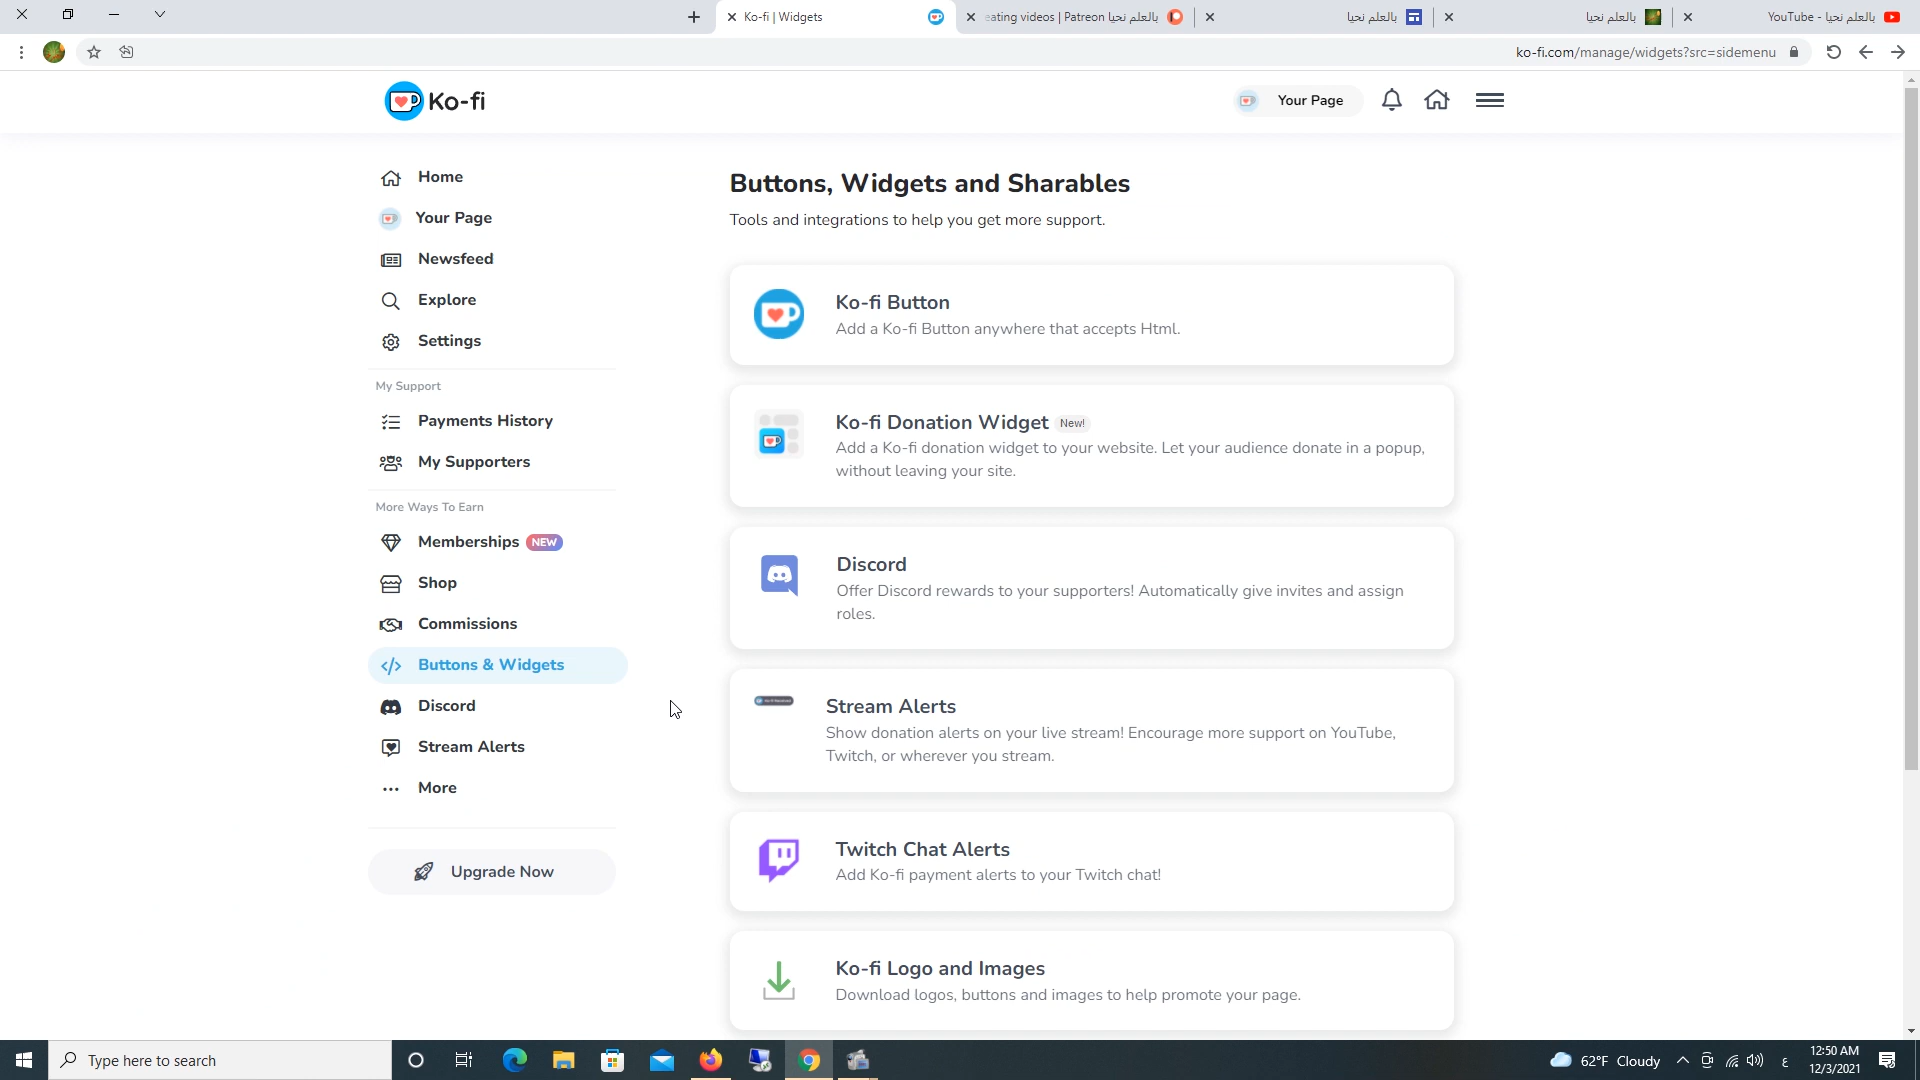 Ko-fi | Widgets
eating videos | Patreon بالعلم نحيا
بالعلم نحيا
بالعلم نحيا
YouTube - بالعلم نحيا
ko-fi.com/manage/widgets?src=sidemenu
Ko-fi
Your Page
Home
Your Page
Newsfeed
Explore
Settings
My Support
Payments History
My Supporters
More Ways To Earn
Memberships NEW
Shop
Commissions
Buttons & Widgets
Discord
Stream Alerts
More
Upgrade Now
Buttons, Widgets and Sharables
Tools and integrations to help you get more support.
Ko-fi Button
Add a Ko-fi Button anywhere that accepts Html.
Ko-fi Donation Widget New!
Add a Ko-fi donation widget to your website. Let your audience donate in a popup,
without leaving your site.
Discord
Offer Discord rewards to your supporters! Automatically give invites and assign
roles.
Stream Alerts
Show donation alerts on your live stream! Encourage more support on YouTube,
Twitch, or wherever you stream.
Twitch Chat Alerts
Add Ko-fi payment alerts to your Twitch chat!
Ko-fi Logo and Images
Download logos, buttons and images to help promote your page.
Type here to search
62°F Cloudy
ع
12:50 AM
12/3/2021